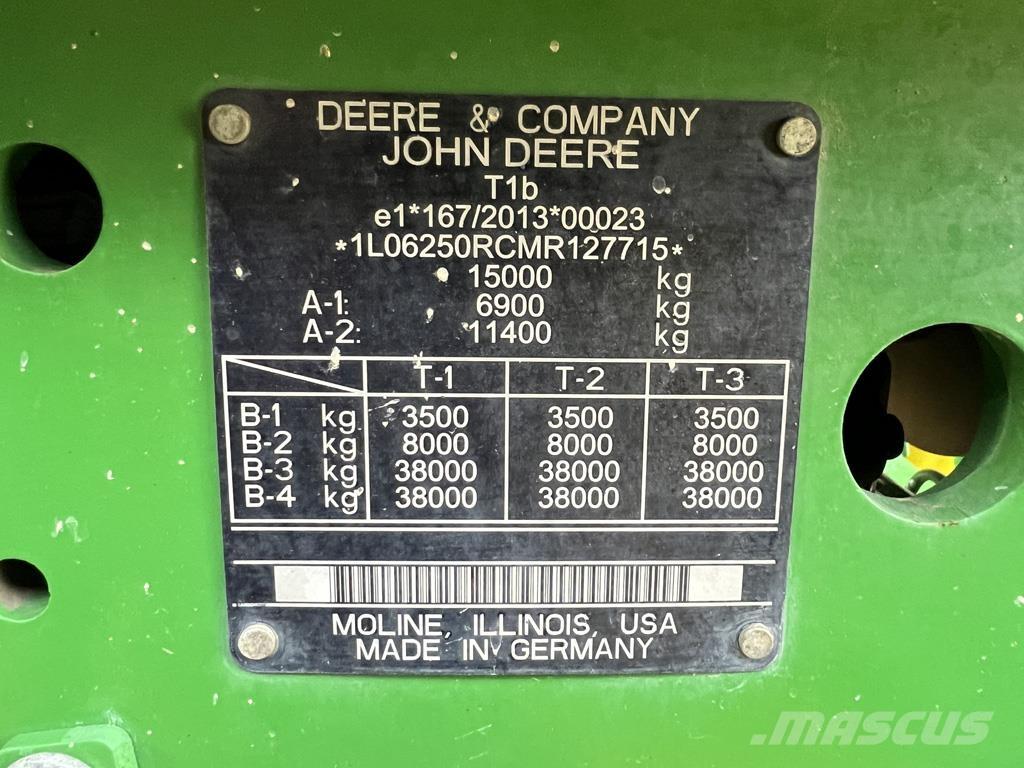 DEERE & COMPANY
JOHN DEERE
T1b
e1*167/2013*00023
*1L06250RCMR127715*
15000 kg
A-1: 6900 kg
A-2: 11400 kg
T-1 T-2 T-3
B-1 kg 3500 3500 3500
B-2 kg 8000 8000 8000
B-3 kg 38000 38000 38000
B-4 kg 38000 38000 38000
MOLINE, ILLINOIS, USA
MADE IN GERMANY
MASCUS